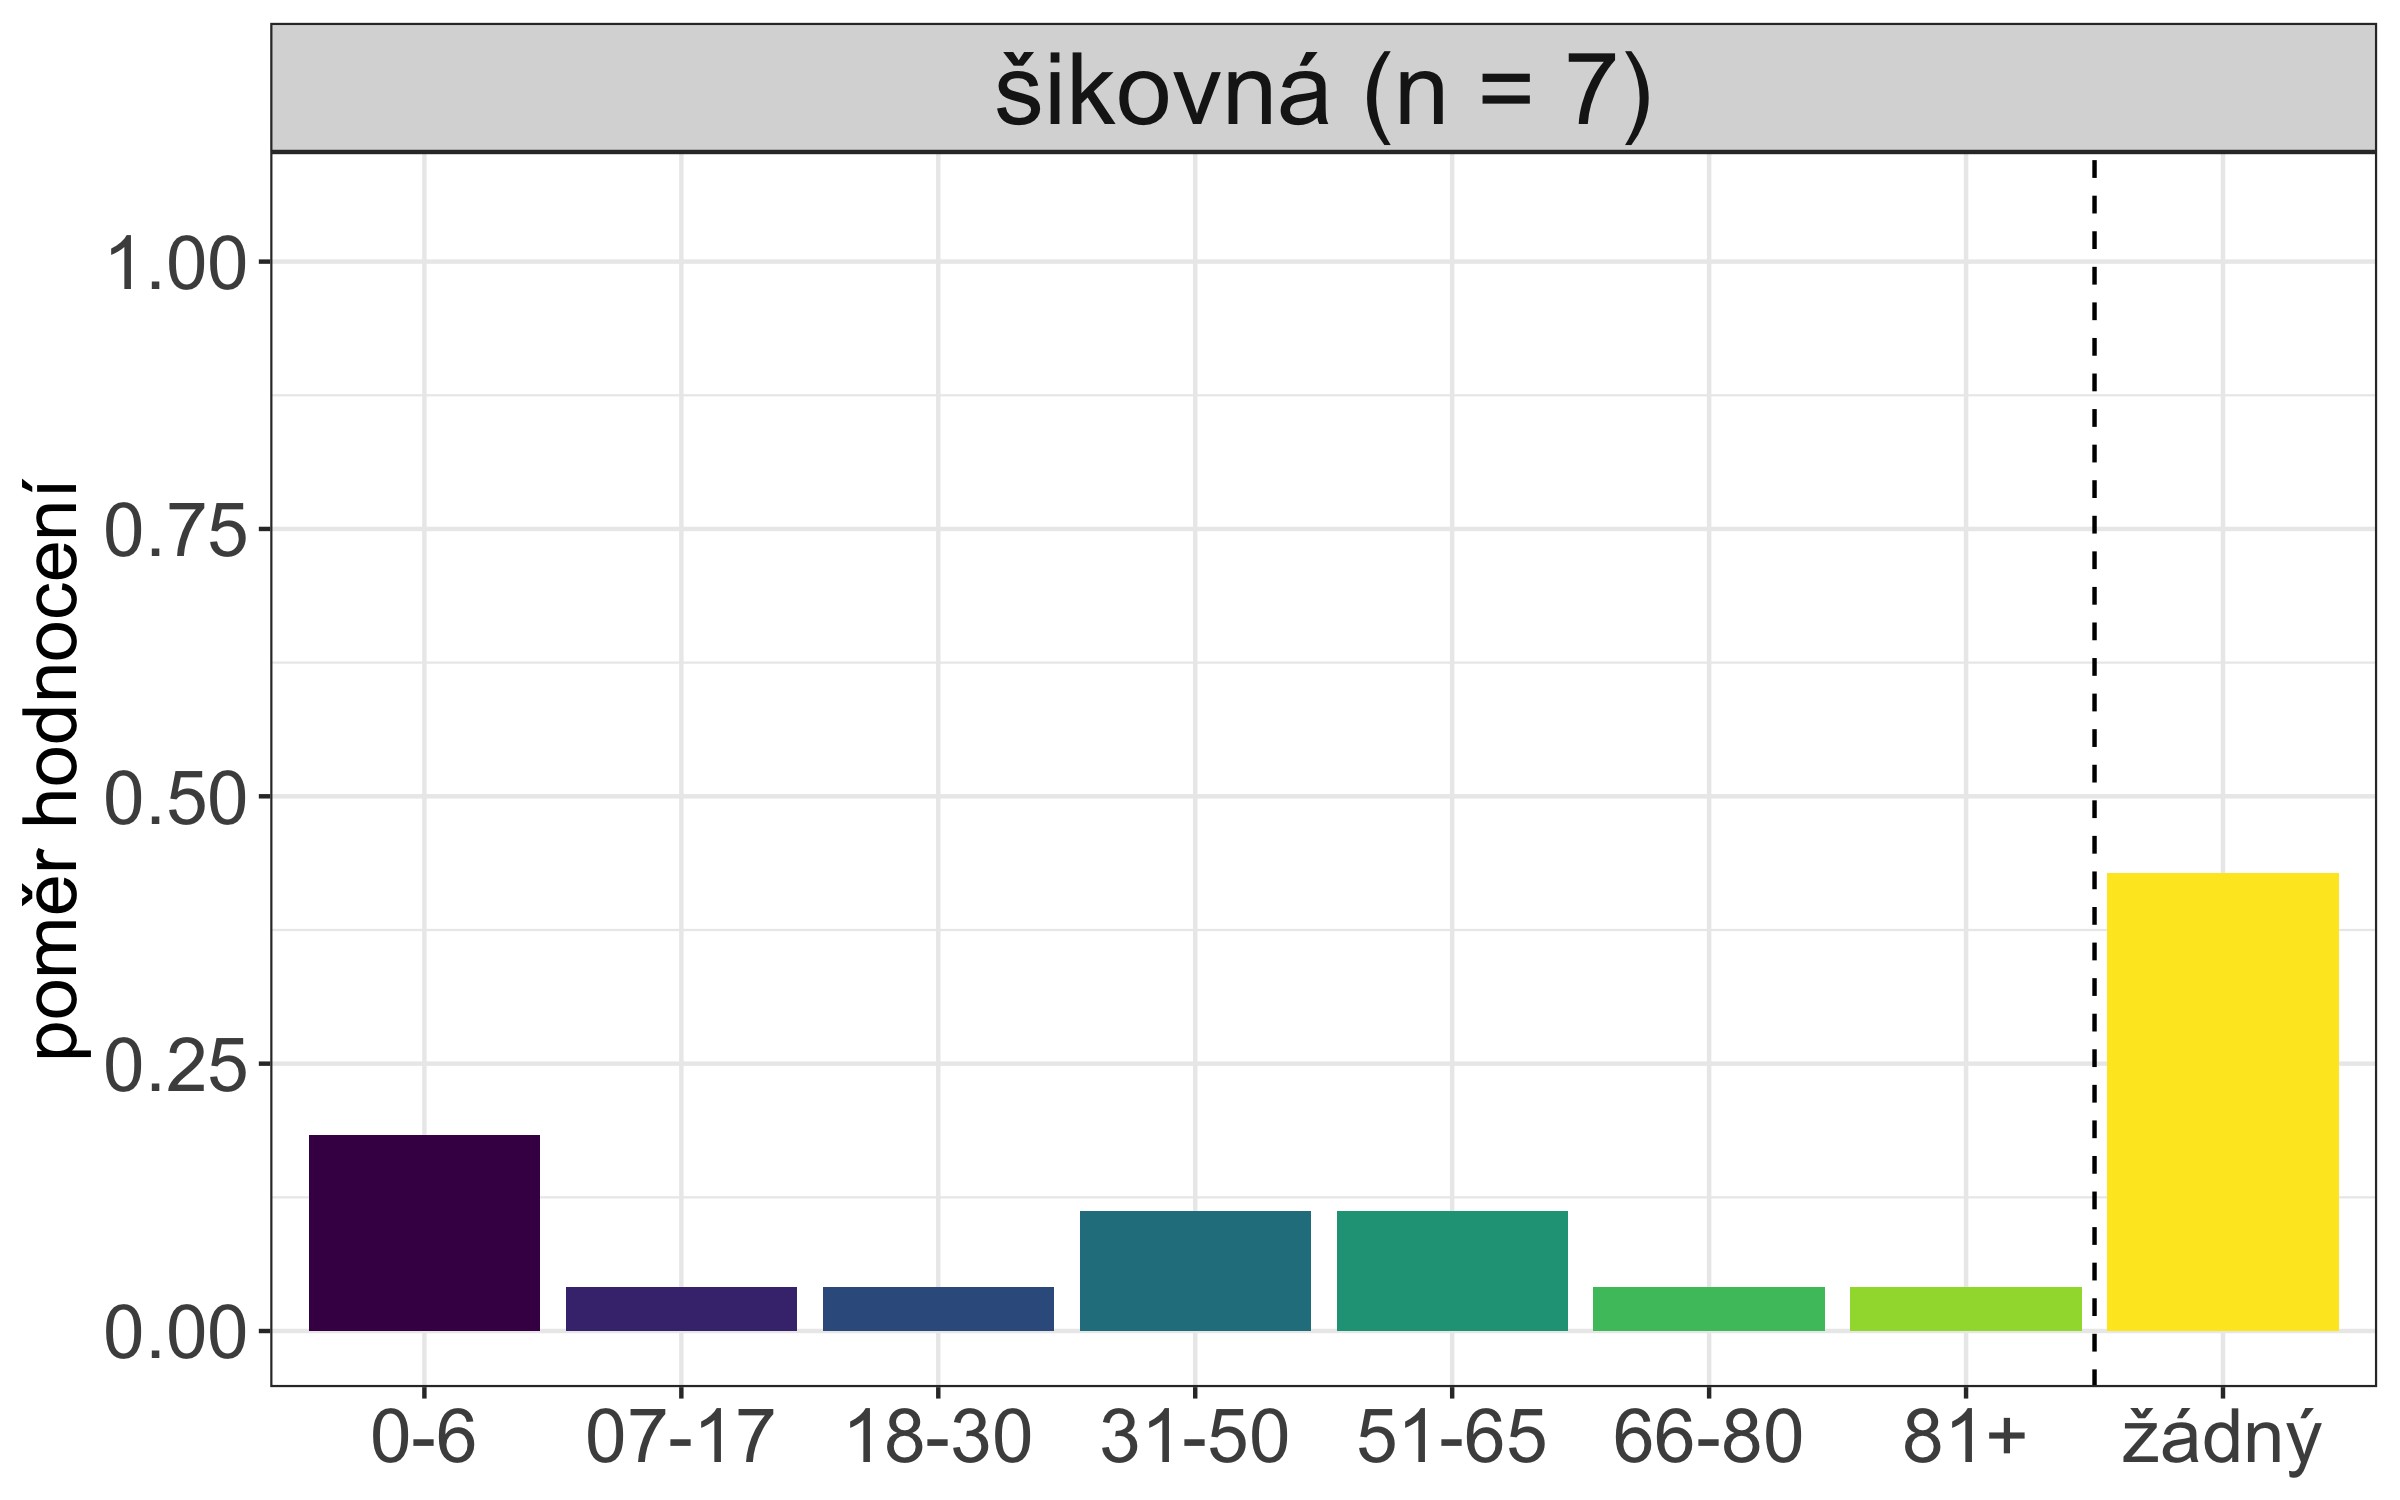 šikovná (n = 7)
poměr hodnocení
1.00
0.75
0.50
0.25
0.00
0-6 07-17 18-30 31-50 51-65 66-80 81+ žádný